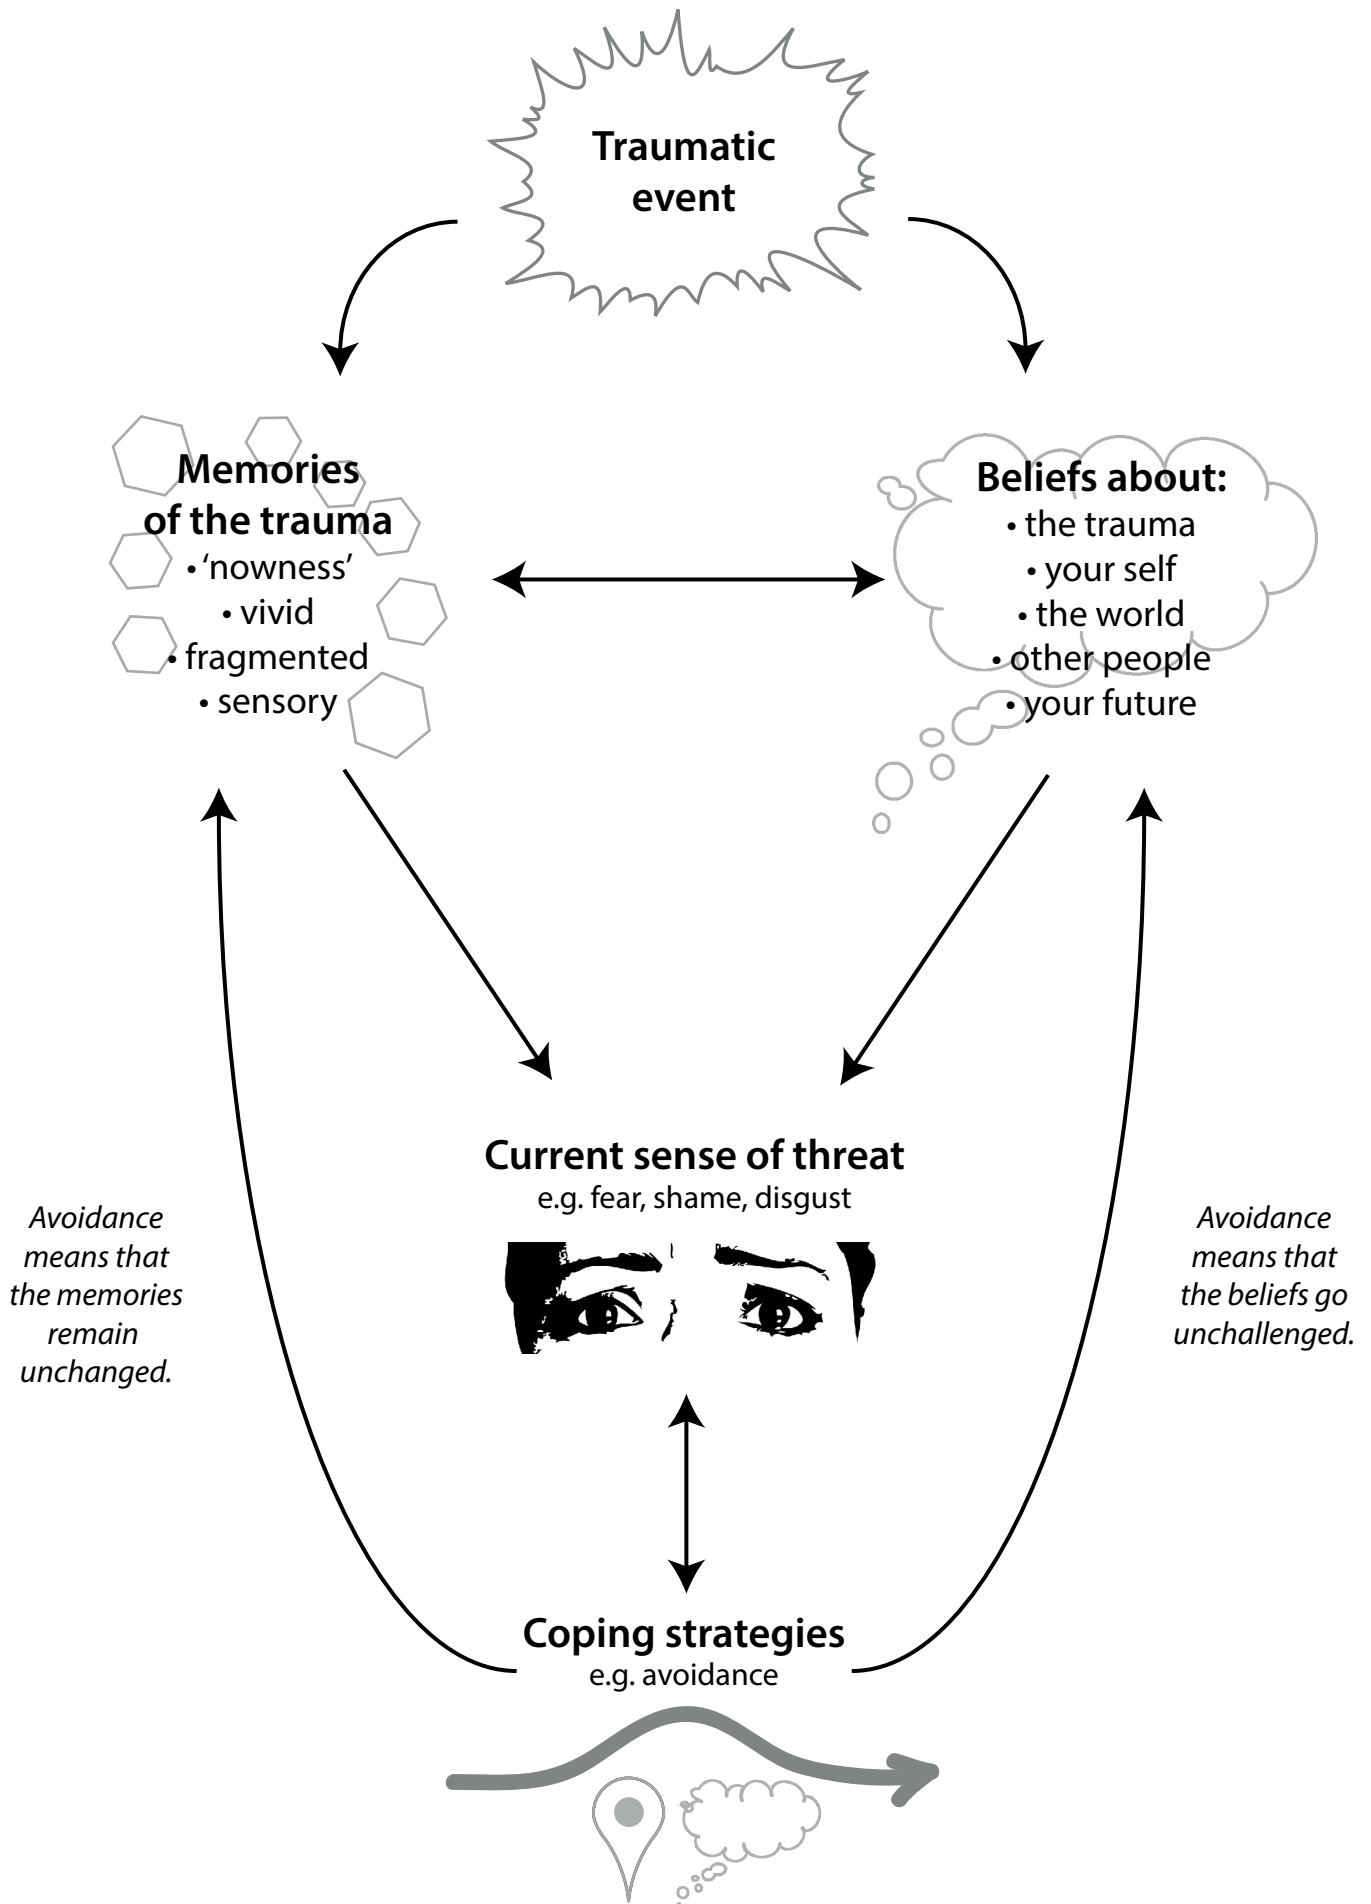 Traumatic
event
Memories
of the trauma
• ‘nowness’
• vivid
• fragmented
• sensory
Beliefs about:
• the trauma
• your self
• the world
• other people
• your future
Current sense of threat
e.g. fear, shame, disgust
Avoidance
means that
the memories
remain
unchanged.
Avoidance
means that
the beliefs go
unchallenged.
Coping strategies
e.g. avoidance